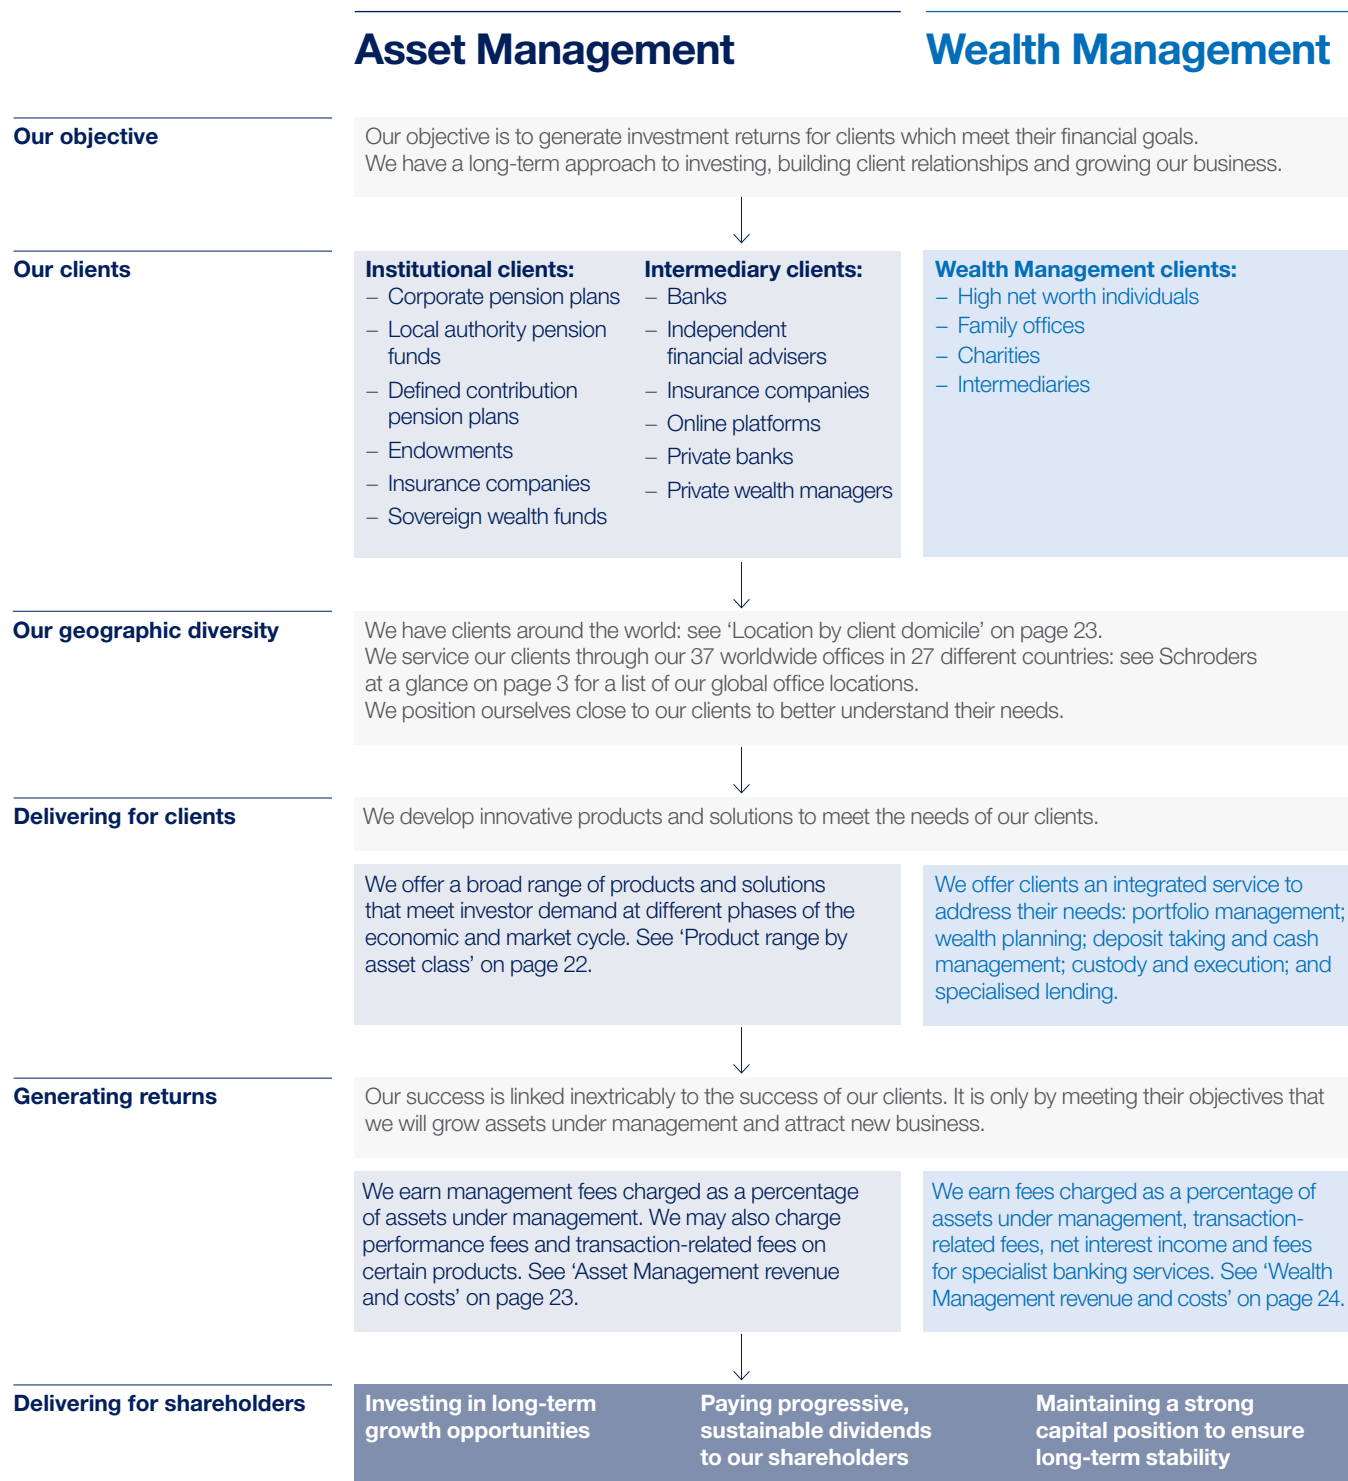 Asset Management
Wealth Management
Our objective
Our objective is to generate investment returns for clients which meet their financial goals.
We have a long-term approach to investing, building client relationships and growing our business.
Our clients
Institutional clients:
– Corporate pension plans
– Local authority pension
funds
– Defined contribution
pension plans
– Endowments
– Insurance companies
– Sovereign wealth funds
Intermediary clients:
– Banks
– Independent
financial advisers
– Insurance companies
– Online platforms
– Private banks
– Private wealth managers
Wealth Management clients:
– High net worth individuals
– Family offices
– Charities
– Intermediaries
Our geographic diversity
We have clients around the world: see ‘Location by client domicile’ on page 23.
We service our clients through our 37 worldwide offices in 27 different countries: see Schroders
at a glance on page 3 for a list of our global office locations.
We position ourselves close to our clients to better understand their needs.
Delivering for clients
We develop innovative products and solutions to meet the needs of our clients.
We offer a broad range of products and solutions
that meet investor demand at different phases of the
economic and market cycle. See ‘Product range by
asset class’ on page 22.
We offer clients an integrated service to
address their needs: portfolio management;
wealth planning; deposit taking and cash
management; custody and execution; and
specialised lending.
Generating returns
Our success is linked inextricably to the success of our clients. It is only by meeting their objectives that
we will grow assets under management and attract new business.
We earn management fees charged as a percentage
of assets under management. We may also charge
performance fees and transaction-related fees on
certain products. See ‘Asset Management revenue
and costs’ on page 23.
We earn fees charged as a percentage of
assets under management, transaction-
related fees, net interest income and fees
for specialist banking services. See ‘Wealth
Management revenue and costs’ on page 24.
Delivering for shareholders
Investing in long-term
growth opportunities
Paying progressive,
sustainable dividends
to our shareholders
Maintaining a strong
capital position to ensure
long-term stability